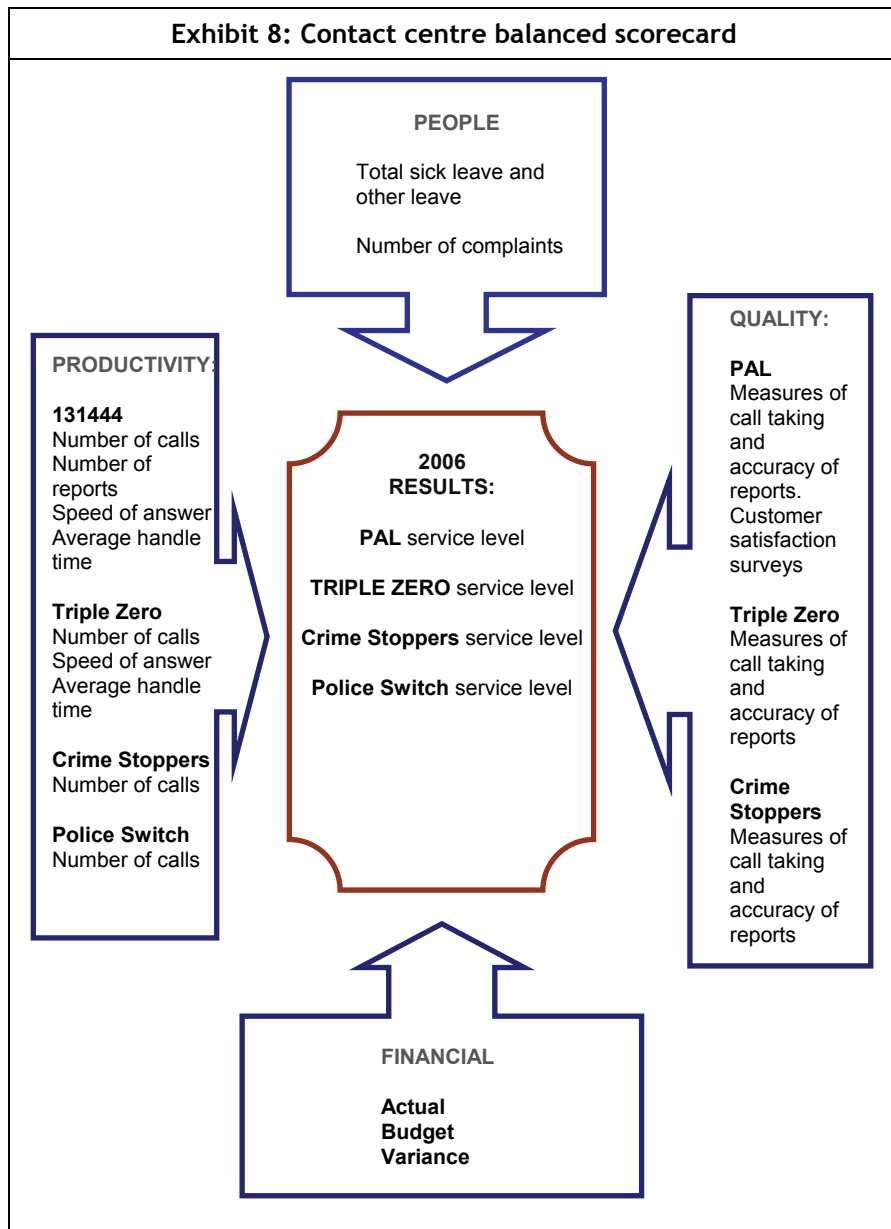 Exhibit 8: Contact centre balanced scorecard
PEOPLE
Total sick leave and
other leave
Number of complaints
PRODUCTIVITY:
131444
Number of calls
Number of
reports
Speed of answer
Average handle
time
Triple Zero
Number of calls
Speed of answer
Average handle
time
Crime Stoppers
Number of calls
Police Switch
Number of calls
2006
RESULTS:
PAL service level
TRIPLE ZERO service level
Crime Stoppers service level
Police Switch service level
QUALITY:
PAL
Measures of
call taking
and
accuracy of
reports.
Customer
satisfaction
surveys
Triple Zero
Measures of
call taking
and
accuracy of
reports
Crime
Stoppers
Measures of
call taking
and
accuracy of
reports
FINANCIAL
Actual
Budget
Variance